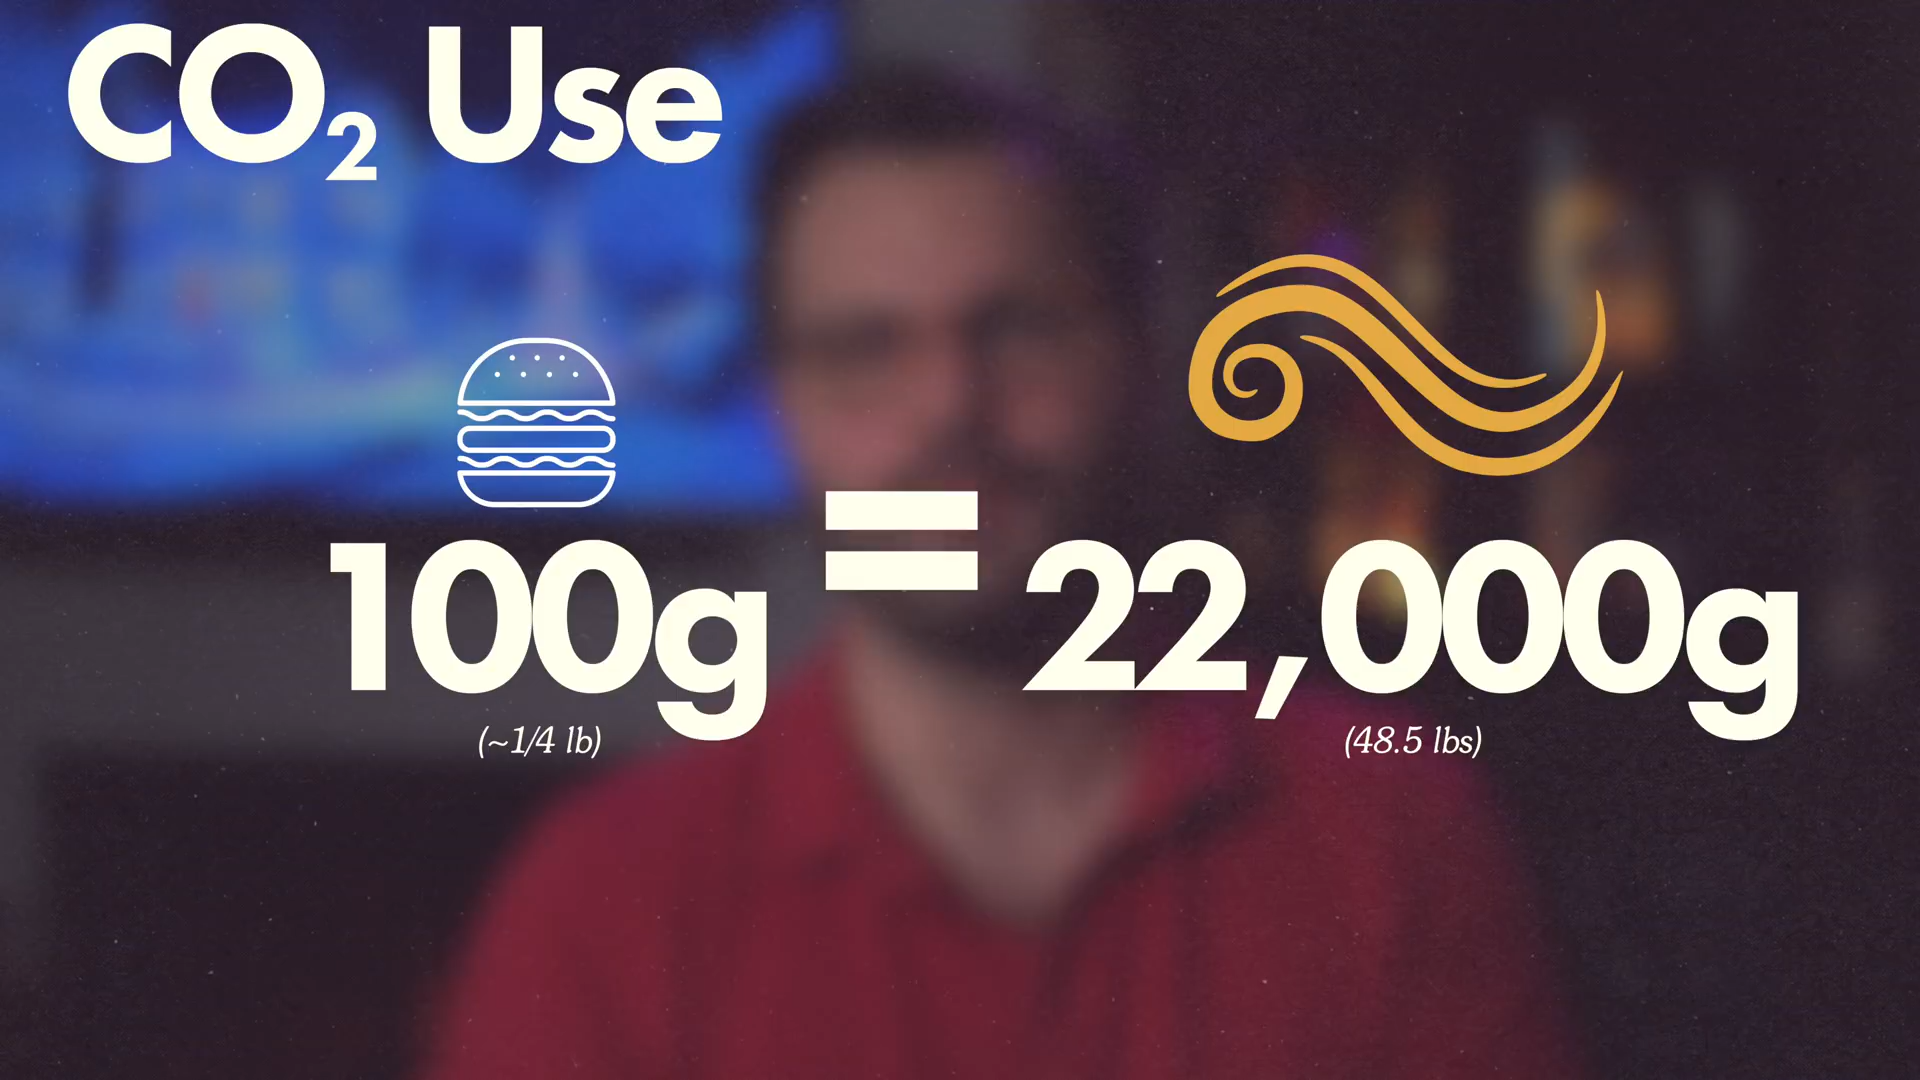 CO₂ Use
100g = 22,000g
(~1/4 lb) (48.5 lbs)